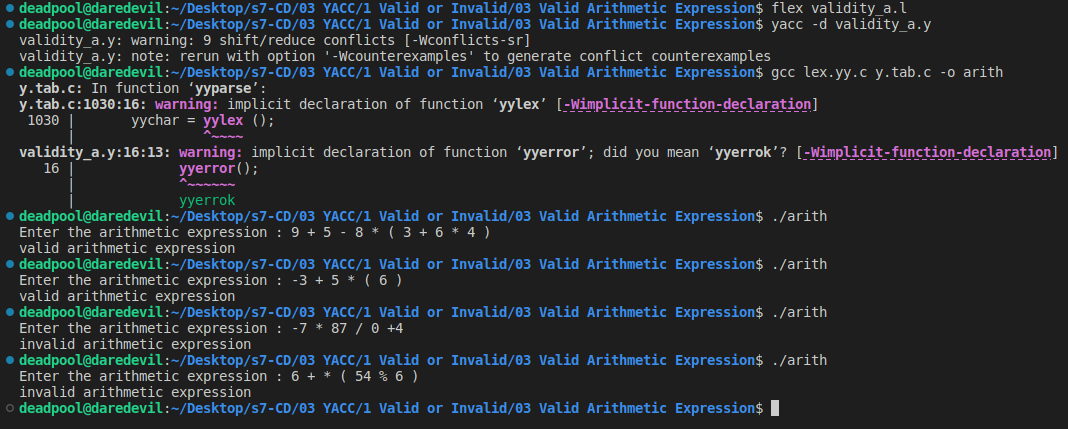 deadpool@daredevil:~/Desktop/s7-CD/03 YACC/1 Valid or Invalid/03 Valid Arithmetic Expression$ flex validity_a.l
deadpool@daredevil:~/Desktop/s7-CD/03 YACC/1 Valid or Invalid/03 Valid Arithmetic Expression$ yacc -d validity_a.y
validity_a.y: warning: 9 shift/reduce conflicts [-Wconflicts-sr]
validity_a.y: note: rerun with option '-Wcounterexamples' to generate conflict counterexamples
deadpool@daredevil:~/Desktop/s7-CD/03 YACC/1 Valid or Invalid/03 Valid Arithmetic Expression$ gcc lex.yy.c y.tab.c -o arith
y.tab.c: In function ‘yyparse’:
y.tab.c:1030:16: warning: implicit declaration of function ‘yylex’ [-Wimplicit-function-declaration]
 1030 |       yychar = yylex ();
      |                ^~~~~
validity_a.y:16:13: warning: implicit declaration of function ‘yyerror’; did you mean ‘yyerrok’? [-Wimplicit-function-declaration]
   16 |             yyerror();
      |             ^~~~~~~
      |             yyerrok
deadpool@daredevil:~/Desktop/s7-CD/03 YACC/1 Valid or Invalid/03 Valid Arithmetic Expression$ ./arith
Enter the arithmetic expression : 9 + 5 - 8 * ( 3 + 6 * 4 )
valid arithmetic expression
deadpool@daredevil:~/Desktop/s7-CD/03 YACC/1 Valid or Invalid/03 Valid Arithmetic Expression$ ./arith
Enter the arithmetic expression : -3 + 5 * ( 6 )
valid arithmetic expression
deadpool@daredevil:~/Desktop/s7-CD/03 YACC/1 Valid or Invalid/03 Valid Arithmetic Expression$ ./arith
Enter the arithmetic expression : -7 * 87 / 0 +4
invalid arithmetic expression
deadpool@daredevil:~/Desktop/s7-CD/03 YACC/1 Valid or Invalid/03 Valid Arithmetic Expression$ ./arith
Enter the arithmetic expression : 6 + * ( 54 % 6 )
invalid arithmetic expression
deadpool@daredevil:~/Desktop/s7-CD/03 YACC/1 Valid or Invalid/03 Valid Arithmetic Expression$